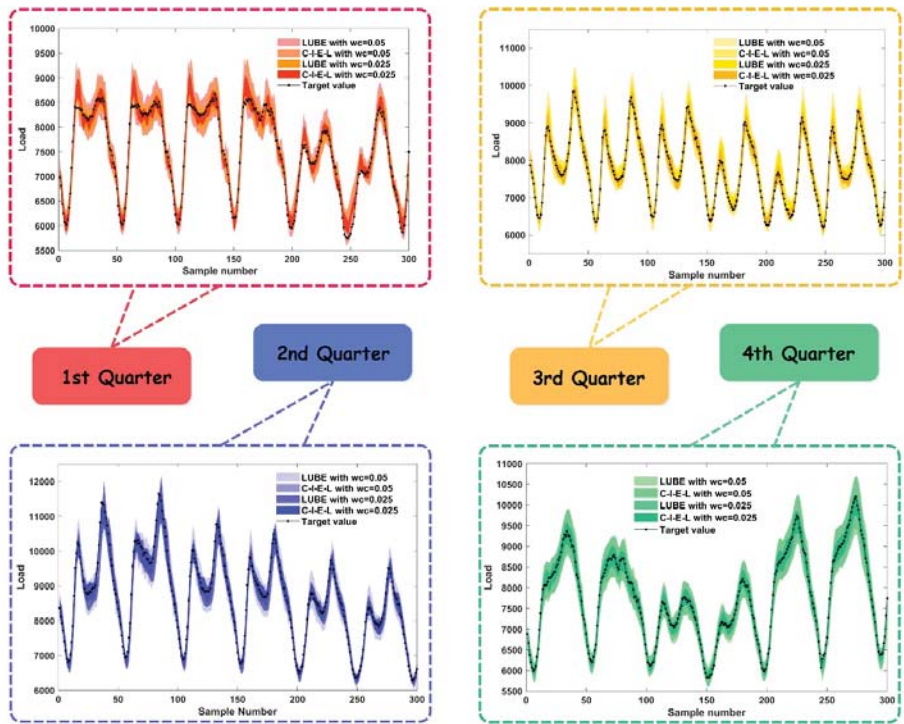 10000
9500
9000
8500
8000
7500
7000
6500
6000
5500
Load
LUBE with wc=0.05
C-I-E-L with wc=0.05
LUBE with wc=0.025
C-I-E-L with wc=0.025
Target value
0 50 100 150 200 250 300
Sample number
11000
10000
9000
8000
7000
6000
Load
LUBE with wc=0.05
C-I-E-L with wc=0.05
LUBE with wc=0.025
C-I-E-L with wc=0.025
Target value
0 50 100 150 200 250 300
Sample number
1st Quarter
2nd Quarter
3rd Quarter
4th Quarter
12000
11000
10000
9000
8000
7000
6000
Load
LUBE with wc=0.05
C-I-E-L with wc=0.05
LUBE with wc=0.025
C-I-E-L with wc=0.025
Target value
0 50 100 150 200 250 300
Sample Number
11000
10500
10000
9500
9000
8500
8000
7500
7000
6500
6000
5500
Load
LUBE with wc=0.05
C-I-E-L with wc=0.05
LUBE with wc=0.025
C-I-E-L with wc=0.025
Target value
0 50 100 150 200 250 300
Sample number